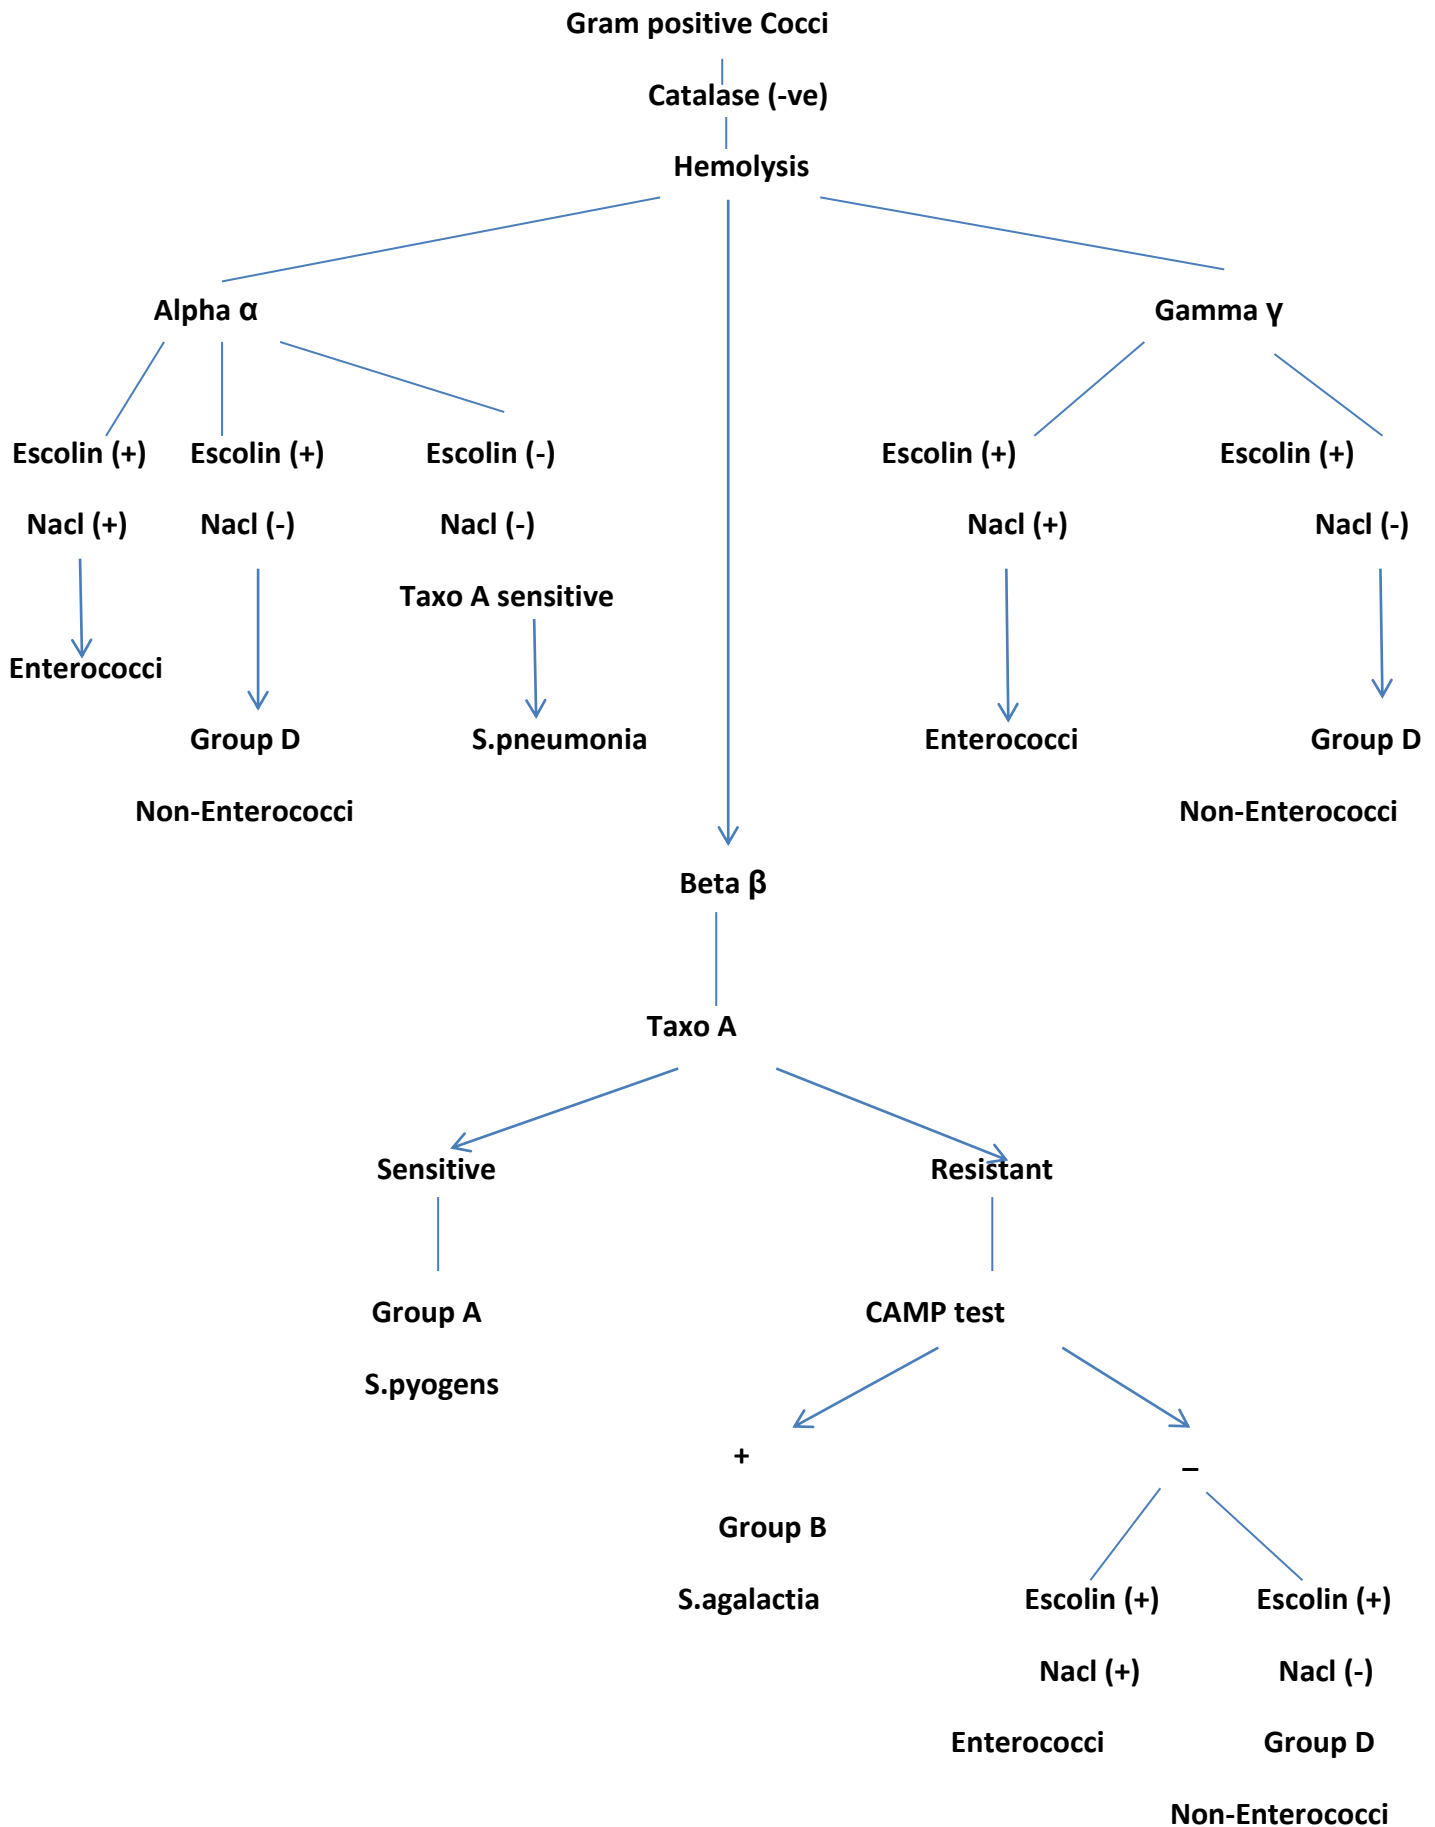 Gram positive Cocci
Catalase (-ve)
Hemolysis
Alpha α
Gamma γ
Escolin (+) Escolin (+) Escolin (-) Escolin (+) Escolin (+)
Nacl (+) Nacl (-) Nacl (-) Nacl (+) Nacl (-)
Taxo A sensitive
Enterococci
Group D S.pneumonia Enterococci Group D
Non-Enterococci Non-Enterococci
Beta β
Taxo A
Sensitive Resistant
Group A CAMP test
S.pyogens
+ –
Group B
S.agalactia Escolin (+) Escolin (+)
Nacl (+) Nacl (-)
Enterococci Group D
Non-Enterococci